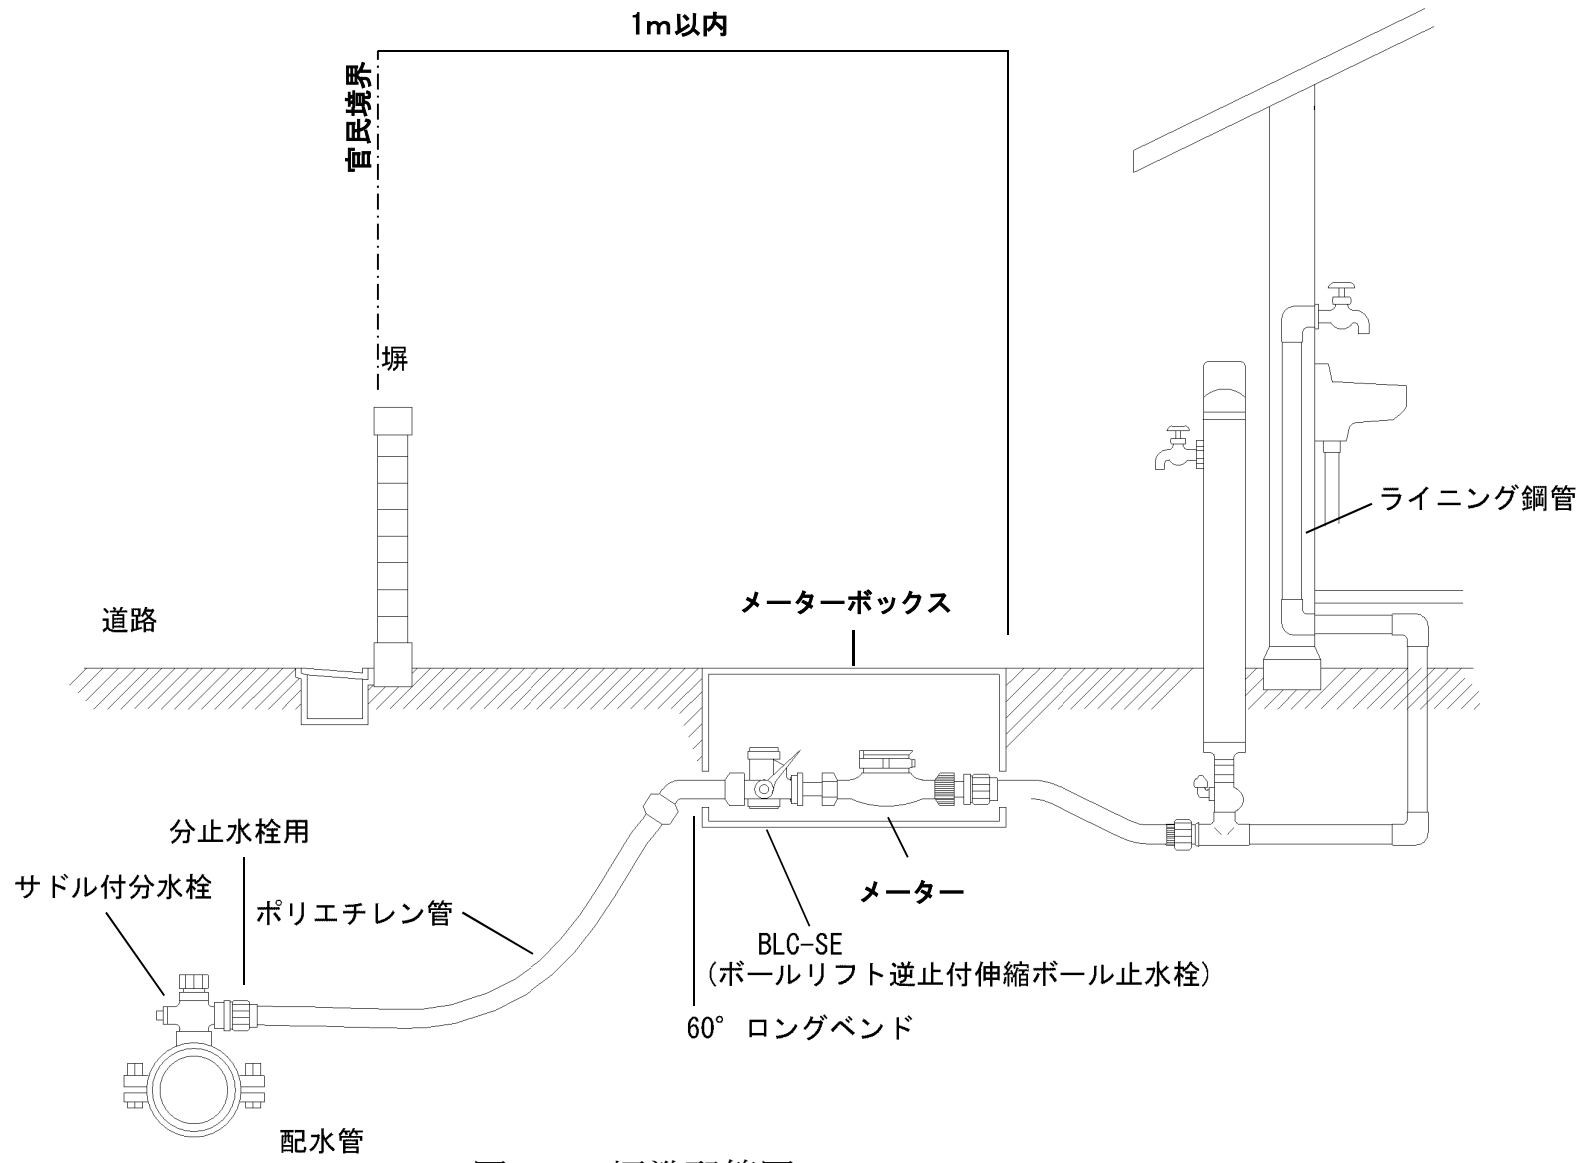 1m以内
官民境界
塀
ライニング鋼管
メーターボックス
道路
分止水栓用
サドル付分水栓
ポリエチレン管
メーター
BLC-SE
(ボールリフト逆止付伸縮ボール止水栓)
60°ロングベンド
配水管